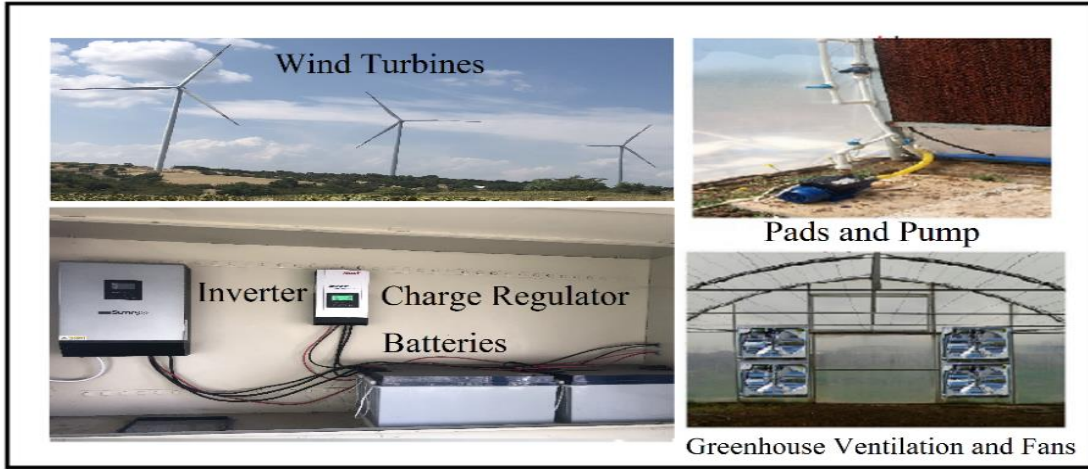 Wind Turbines
Pads and Pump
Inverter
Charge Regulator
Batteries
Greenhouse Ventilation and Fans